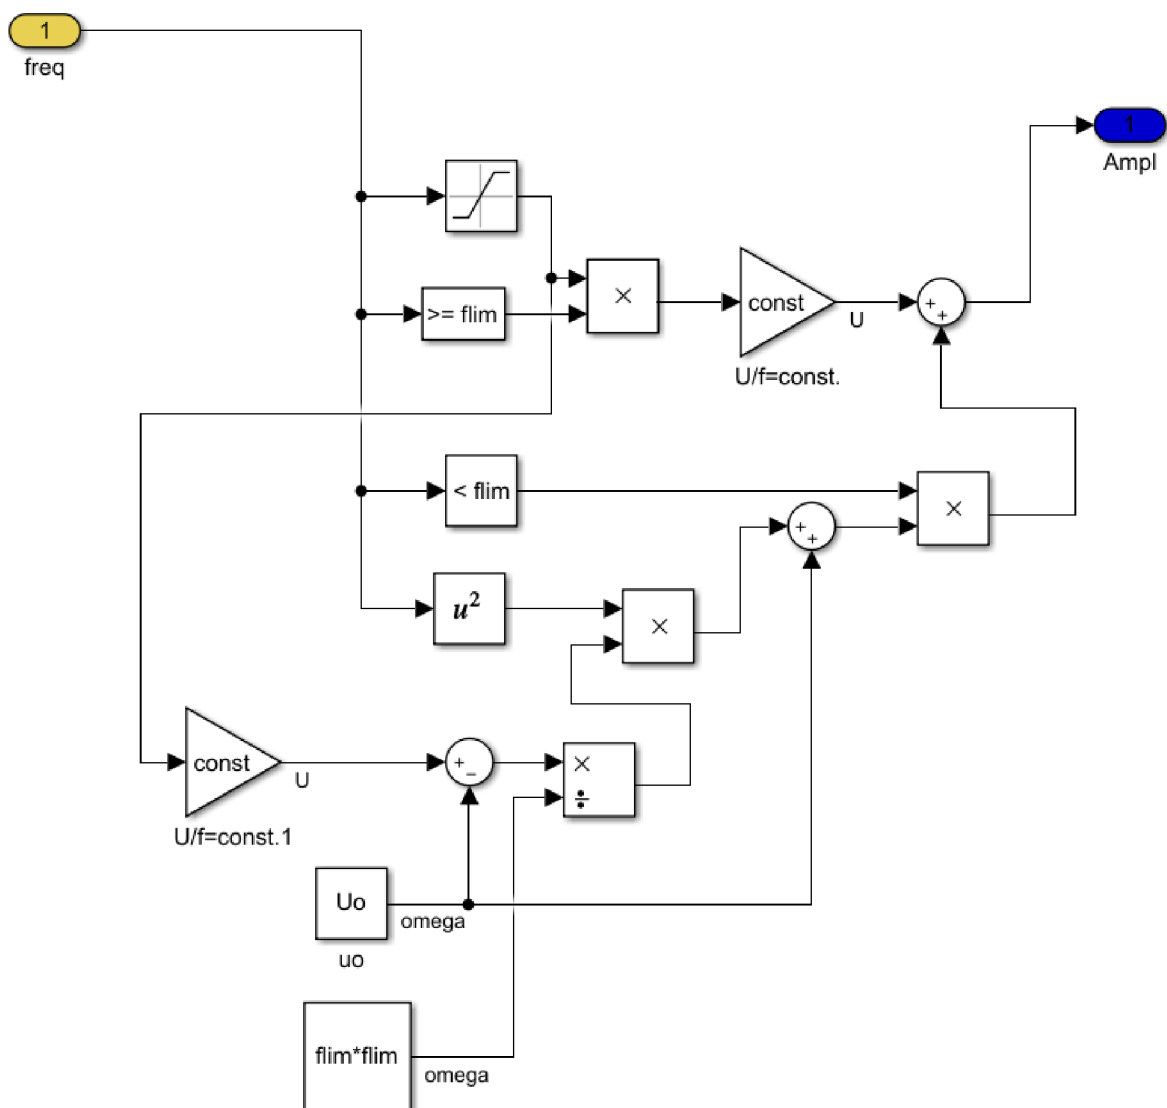 1
freq
1
Ampl
>= flim
×
const
U
+
+
U/f=const.
< flim
×
+
+
u²
×
const
U
+
−
×
÷
U/f=const.1
Uo
omega
uo
flim*flim
omega